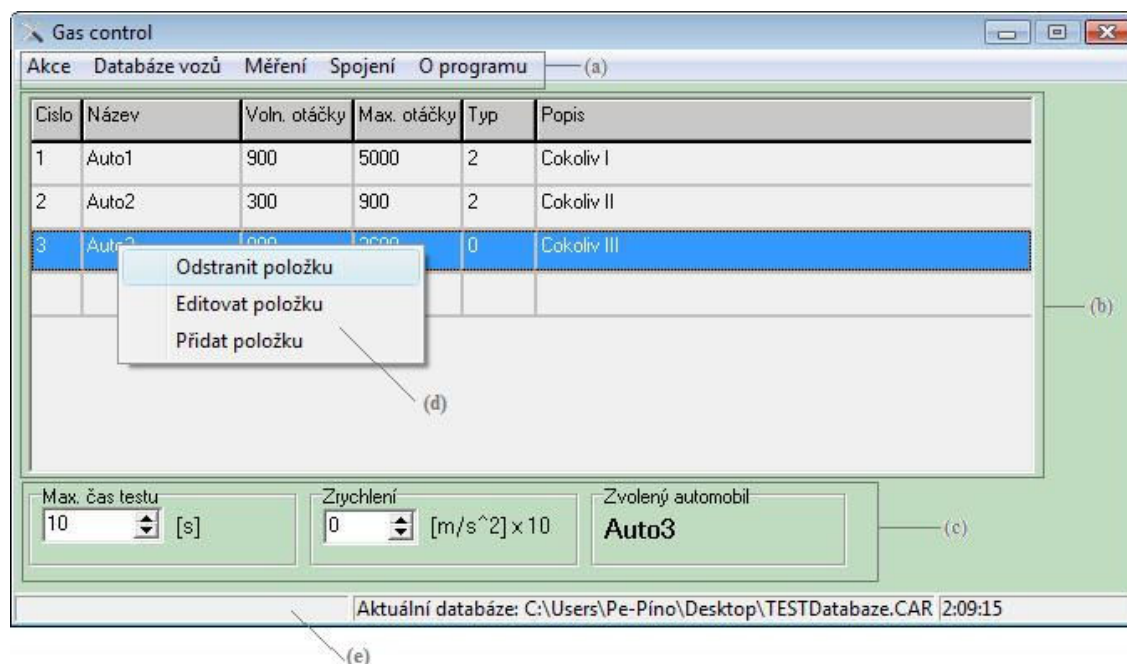 Gas control
Akce Databáze vozů Měření Spojení O programu (a)
Cislo Název Voln. otáčky Max. otáčky Typ Popis
1 Auto1 900 5000 2 Cokoliv I
2 Auto2 300 900 2 Cokoliv II
3 0 Cokoliv III
Odstranit položku
Editovat položku
Přidat položku
(b)
(d)
Max. čas testu Zrychlení Zvolený automobil
10 [s] 0 [m/s^2] x 10 Auto3 (c)
Aktuální databáze: C:\Users\Pe-Píno\Desktop\TESTDatabaze.CAR 2:09:15
(e)